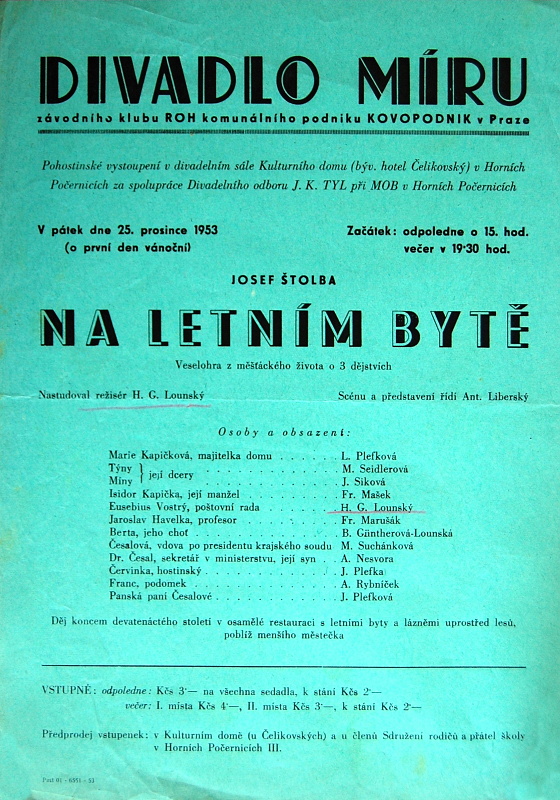 DIVADLO MÍRU
závodního klubu ROH komunálního podniku KOVOPODNIK v Praze
Pohostinské vystoupení v divadelním sále Kulturního domu (býv. hotel Čelikovský) v Horních
Počernicích za spolupráce Divadelního odboru J. K. TYL při MOB v Horních Počernicích
V pátek dne 25. prosince 1953 Začátek: odpoledne o 15. hod.
(o první den vánoční) večer v 19·30 hod.
JOSEF ŠTOLBA
NA LETNÍM BYTĚ
Veselohra z měšťáckého života o 3 dějstvích
Nastudoval režisér H. G. Lounský Scénu a představení řídí Ant. Liberský
Osoby a obsazení:
Marie Kapičková, majitelka domu . . . . . . L. Plefková
Týny } její dcery . . . . . . . . . . M. Seidlerová
Míny } . . . . . . . . . . J. Siková
Isidor Kapička, její manžel . . . . . . . . Fr. Mašek
Eusebius Vostrý, poštovní rada . . . . . . . H. G. Lounský
Jaroslav Havelka, profesor . . . . . . . . Fr. Marušák
Berta, jeho choť . . . . . . . . . . . B. Güntherová-Lounská
Česalová, vdova po presidentu krajského soudu M. Suchánková
Dr. Česal, sekretář v ministerstvu, její syn . . A. Nesvora
Červinka, hostinský . . . . . . . . . . J. Plefka
Franc, podomek . . . . . . . . . . . A. Rybníček
Panská paní Česalové . . . . . . . . . . J. Plefková
Děj koncem devatenáctého století v osamělé restauraci s letními byty a lázněmi uprostřed lesů,
poblíž menšího městečka
VSTUPNÉ: odpoledne: Kčs 3·— na všechna sedadla, k stání Kčs 2·—
večer: I. místa Kčs 4·—, II. místa Kčs 3·—, k stání Kčs 2·—
Předprodej vstupenek: v Kulturním domě (u Čelikovských) a u členů Sdružení rodičů a přátel školy
v Horních Počernicích III.